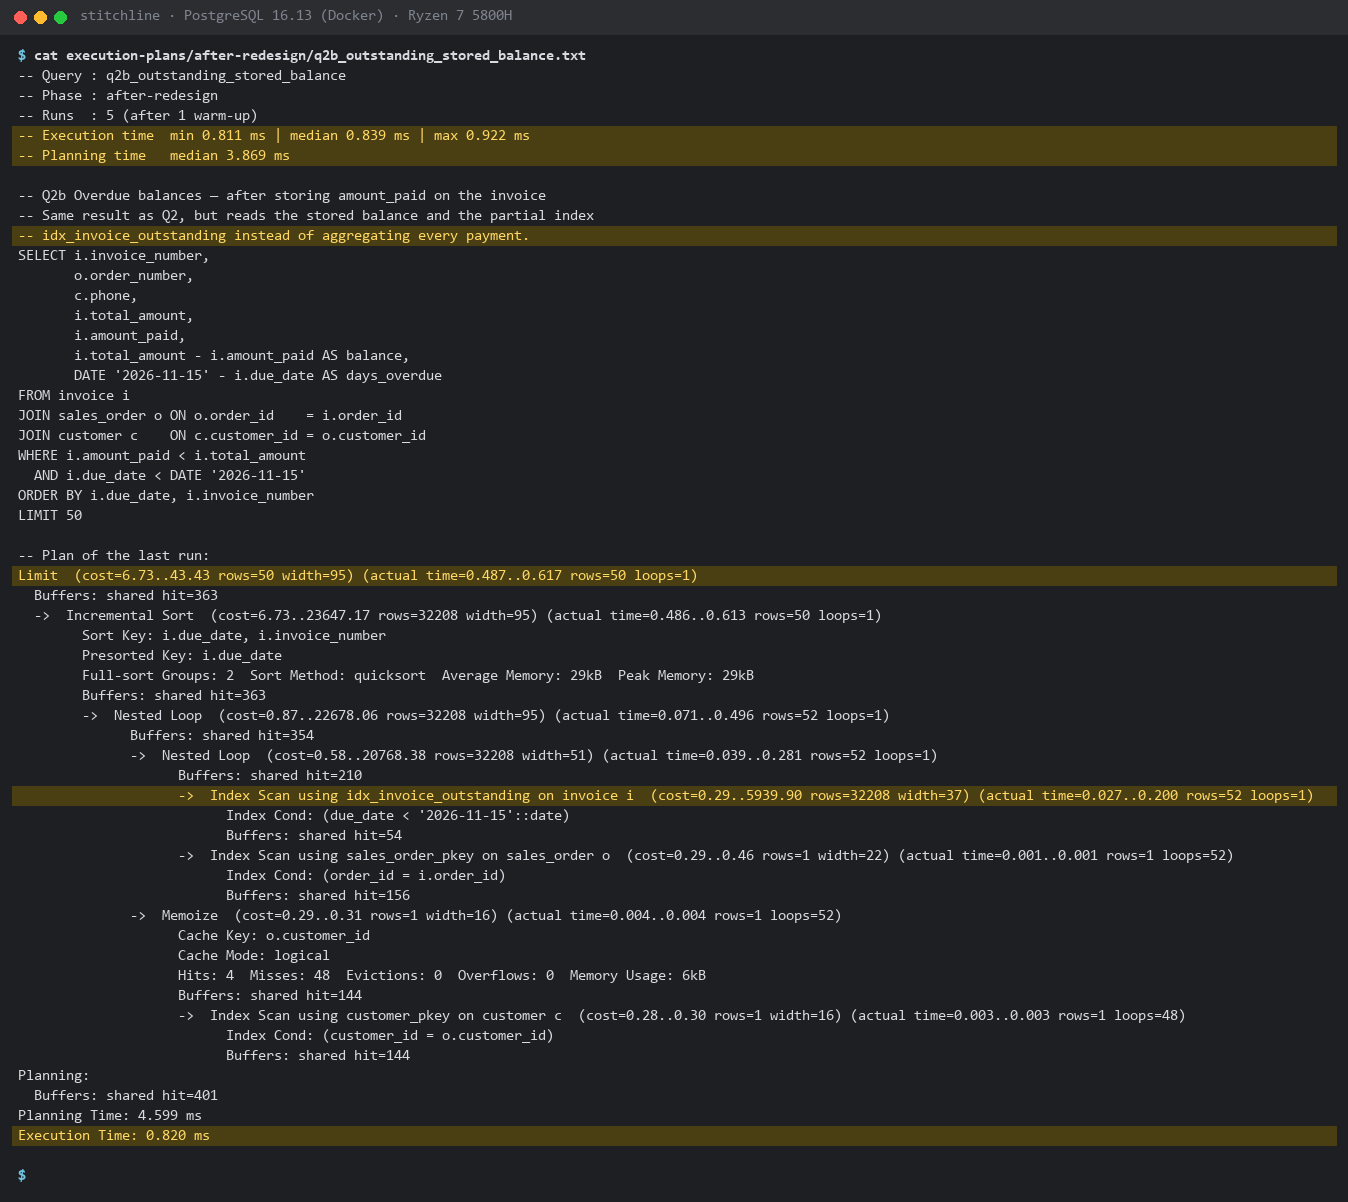 stitchline · PostgreSQL 16.13 (Docker) · Ryzen 7 5800H
$ cat execution-plans/after-redesign/q2b_outstanding_stored_balance.txt
-- Query : q2b_outstanding_stored_balance
-- Phase : after-redesign
-- Runs  : 5 (after 1 warm-up)
-- Execution time  min 0.811 ms | median 0.839 ms | max 0.922 ms
-- Planning time   median 3.869 ms

-- Q2b Overdue balances — after storing amount_paid on the invoice
-- Same result as Q2, but reads the stored balance and the partial index
-- idx_invoice_outstanding instead of aggregating every payment.
SELECT i.invoice_number,
       o.order_number,
       c.phone,
       i.total_amount,
       i.amount_paid,
       i.total_amount - i.amount_paid AS balance,
       DATE '2026-11-15' - i.due_date AS days_overdue
FROM invoice i
JOIN sales_order o ON o.order_id    = i.order_id
JOIN customer c    ON c.customer_id = o.customer_id
WHERE i.amount_paid < i.total_amount
  AND i.due_date < DATE '2026-11-15'
ORDER BY i.due_date, i.invoice_number
LIMIT 50

-- Plan of the last run:
Limit  (cost=6.73..43.43 rows=50 width=95) (actual time=0.487..0.617 rows=50 loops=1)
  Buffers: shared hit=363
  ->  Incremental Sort  (cost=6.73..23647.17 rows=32208 width=95) (actual time=0.486..0.613 rows=50 loops=1)
        Sort Key: i.due_date, i.invoice_number
        Presorted Key: i.due_date
        Full-sort Groups: 2  Sort Method: quicksort  Average Memory: 29kB  Peak Memory: 29kB
        Buffers: shared hit=363
        ->  Nested Loop  (cost=0.87..22678.06 rows=32208 width=95) (actual time=0.071..0.496 rows=52 loops=1)
              Buffers: shared hit=354
              ->  Nested Loop  (cost=0.58..20768.38 rows=32208 width=51) (actual time=0.039..0.281 rows=52 loops=1)
                    Buffers: shared hit=210
                    ->  Index Scan using idx_invoice_outstanding on invoice i  (cost=0.29..5939.90 rows=32208 width=37) (actual time=0.027..0.200 rows=52 loops=1)
                          Index Cond: (due_date < '2026-11-15'::date)
                          Buffers: shared hit=54
                    ->  Index Scan using sales_order_pkey on sales_order o  (cost=0.29..0.46 rows=1 width=22) (actual time=0.001..0.001 rows=1 loops=52)
                          Index Cond: (order_id = i.order_id)
                          Buffers: shared hit=156
              ->  Memoize  (cost=0.29..0.31 rows=1 width=16) (actual time=0.004..0.004 rows=1 loops=52)
                    Cache Key: o.customer_id
                    Cache Mode: logical
                    Hits: 4  Misses: 48  Evictions: 0  Overflows: 0  Memory Usage: 6kB
                    Buffers: shared hit=144
                    ->  Index Scan using customer_pkey on customer c  (cost=0.28..0.30 rows=1 width=16) (actual time=0.003..0.003 rows=1 loops=48)
                          Index Cond: (customer_id = o.customer_id)
                          Buffers: shared hit=144
Planning:
  Buffers: shared hit=401
Planning Time: 4.599 ms
Execution Time: 0.820 ms

$